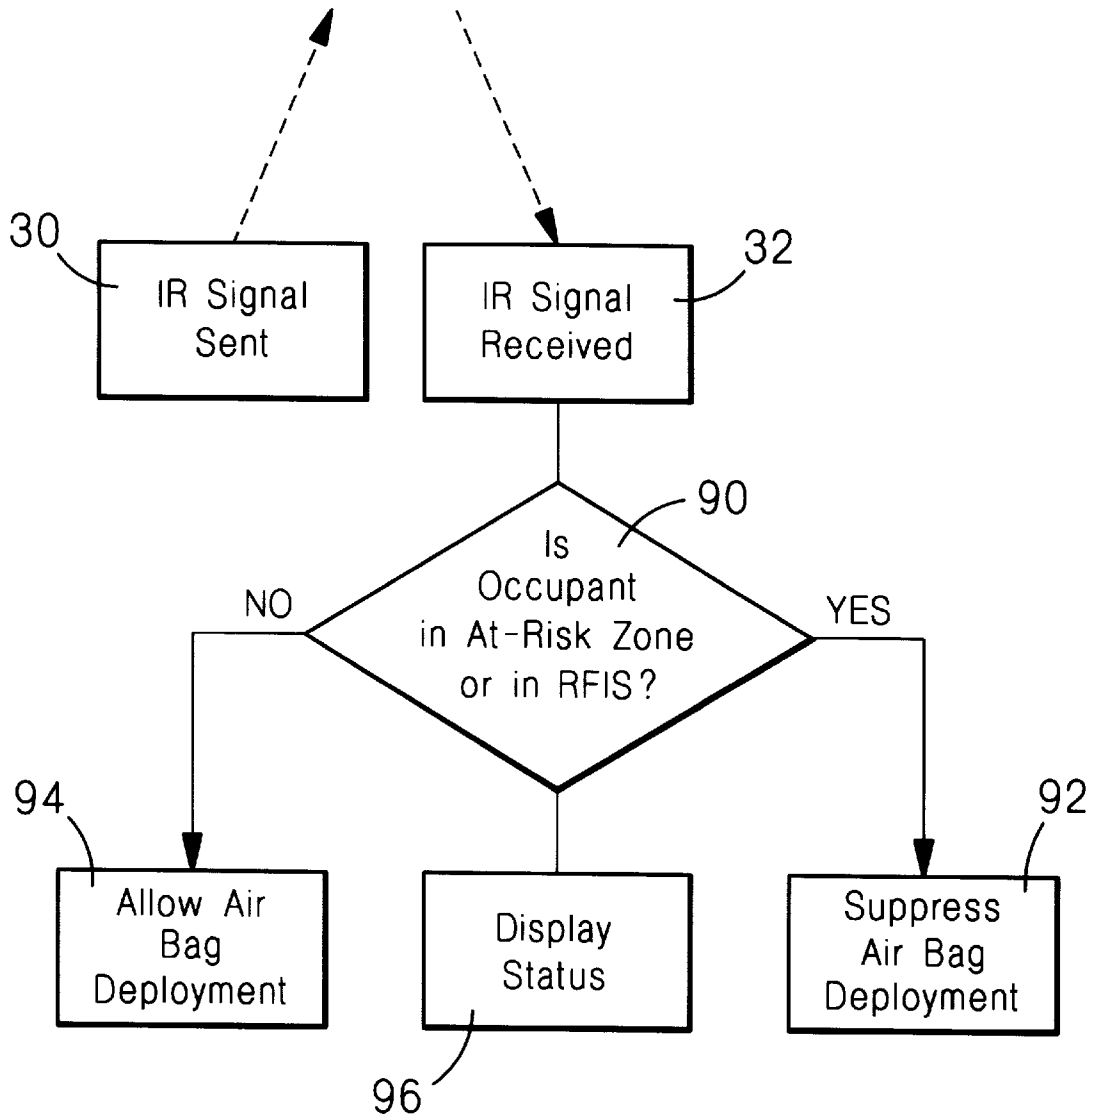 30
IR Signal
Sent
32
IR Signal
Received
90
Is
Occupant
in At-Risk Zone
or in RFIS?
NO
YES
94
Allow Air
Bag
Deployment
96
Display
Status
92
Suppress
Air Bag
Deployment